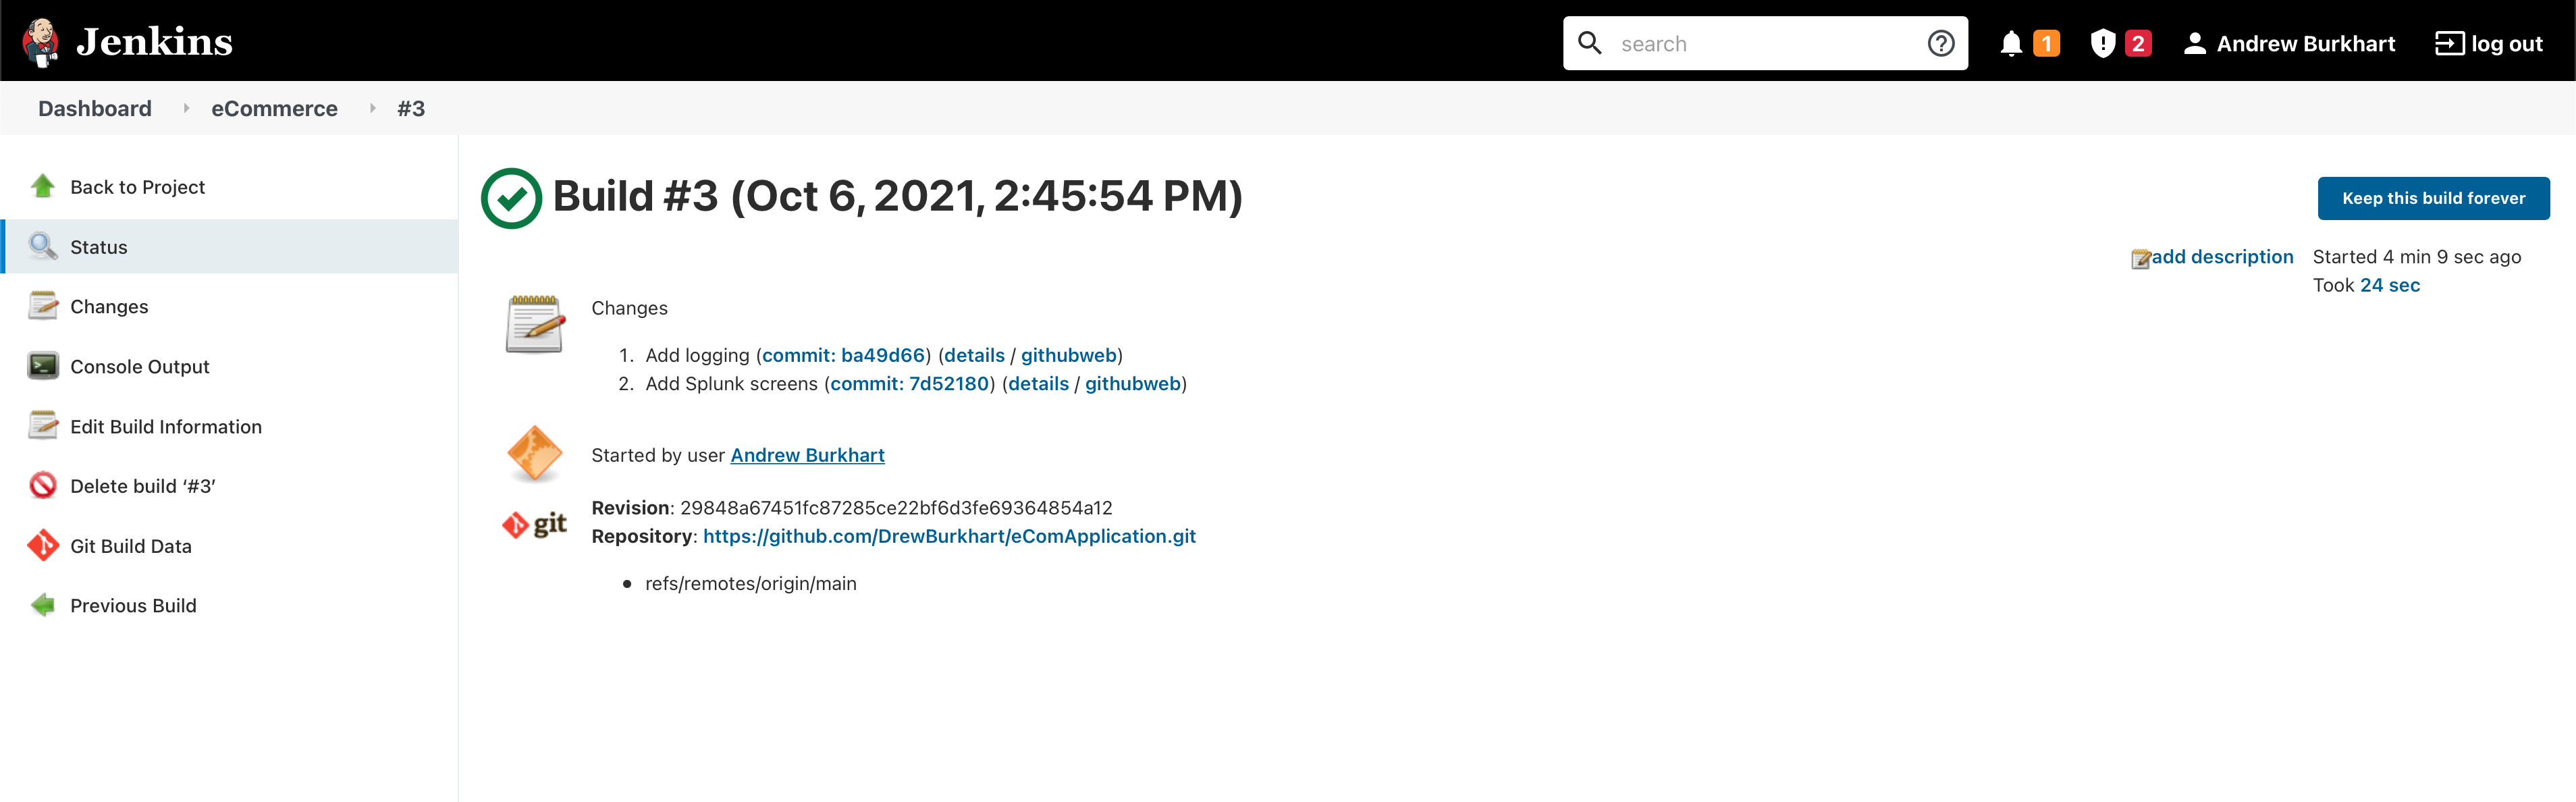 Jenkins
search
1
2
Andrew Burkhart
log out
Dashboard
eCommerce
#3
Back to Project
Status
Changes
Console Output
Edit Build Information
Delete build ‘#3’
Git Build Data
Previous Build
Build #3 (Oct 6, 2021, 2:45:54 PM)
Keep this build forever
add description
Started 4 min 9 sec ago
Took 24 sec
Changes
1. Add logging (commit: ba49d66) (details / githubweb)
2. Add Splunk screens (commit: 7d52180) (details / githubweb)
Started by user Andrew Burkhart
git
Revision: 29848a67451fc87285ce22bf6d3fe69364854a12
Repository: https://github.com/DrewBurkhart/eComApplication.git
• refs/remotes/origin/main